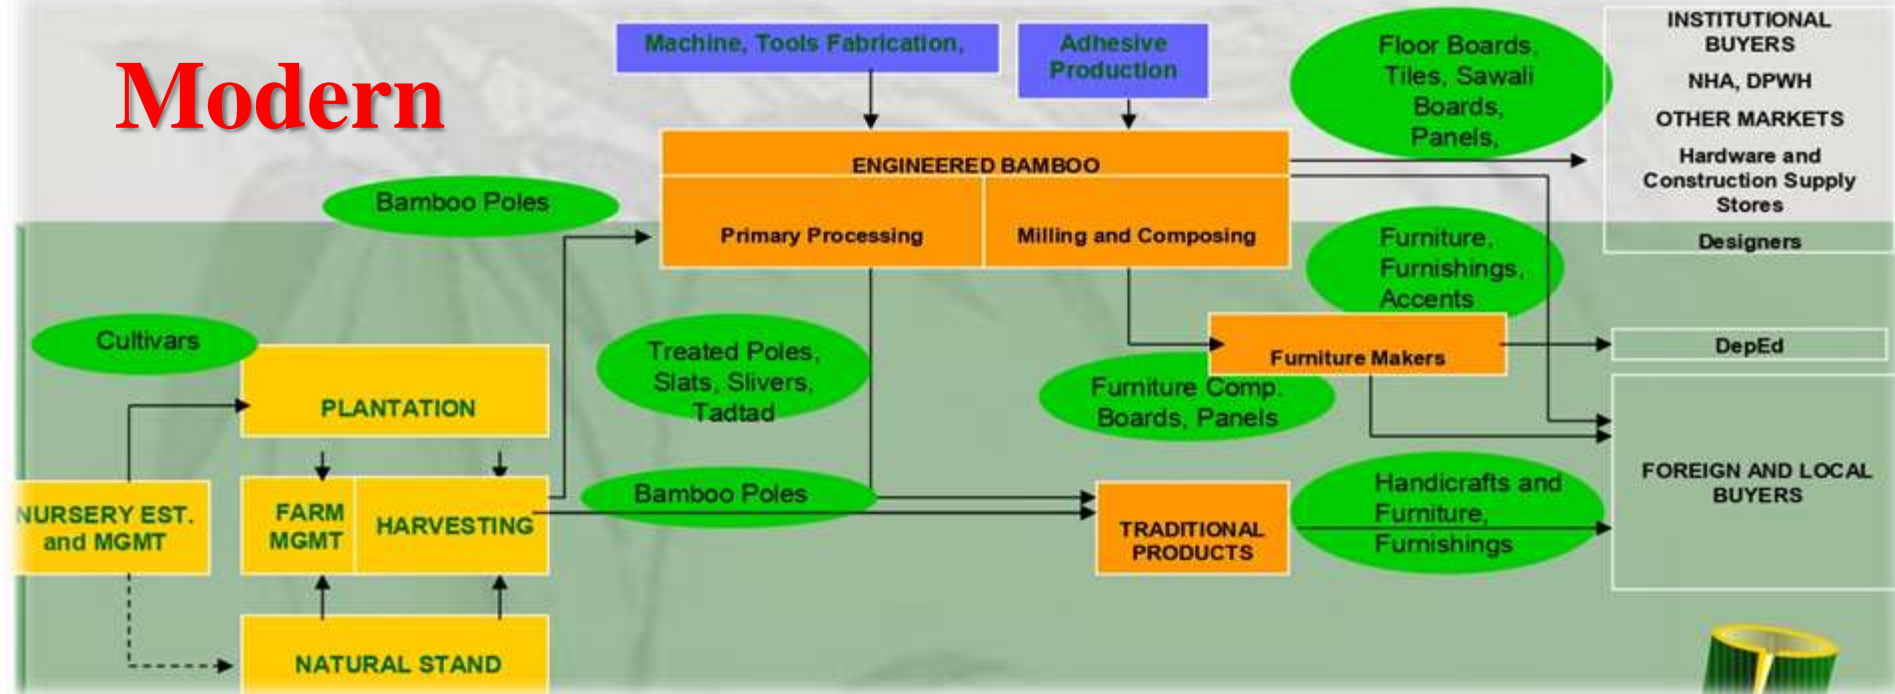 Modern
Machine, Tools Fabrication,
Adhesive
Production
Floor Boards,
Tiles, Sawali
Boards,
Panels,
INSTITUTIONAL
BUYERS
NHA, DPWH
OTHER MARKETS
Hardware and
Construction Supply
Stores
Designers
ENGINEERED BAMBOO
Primary Processing
Milling and Composing
Bamboo Poles
Furniture,
Furnishings,
Accents
Cultivars
Treated Poles,
Slats, Slivers,
Tadtad
Furniture Makers
DepEd
Furniture Comp.
Boards, Panels
PLANTATION
NURSERY EST.
and MGMT
FARM
MGMT
HARVESTING
Bamboo Poles
TRADITIONAL
PRODUCTS
Handicrafts and
Furniture,
Furnishings
FOREIGN AND LOCAL
BUYERS
NATURAL STAND